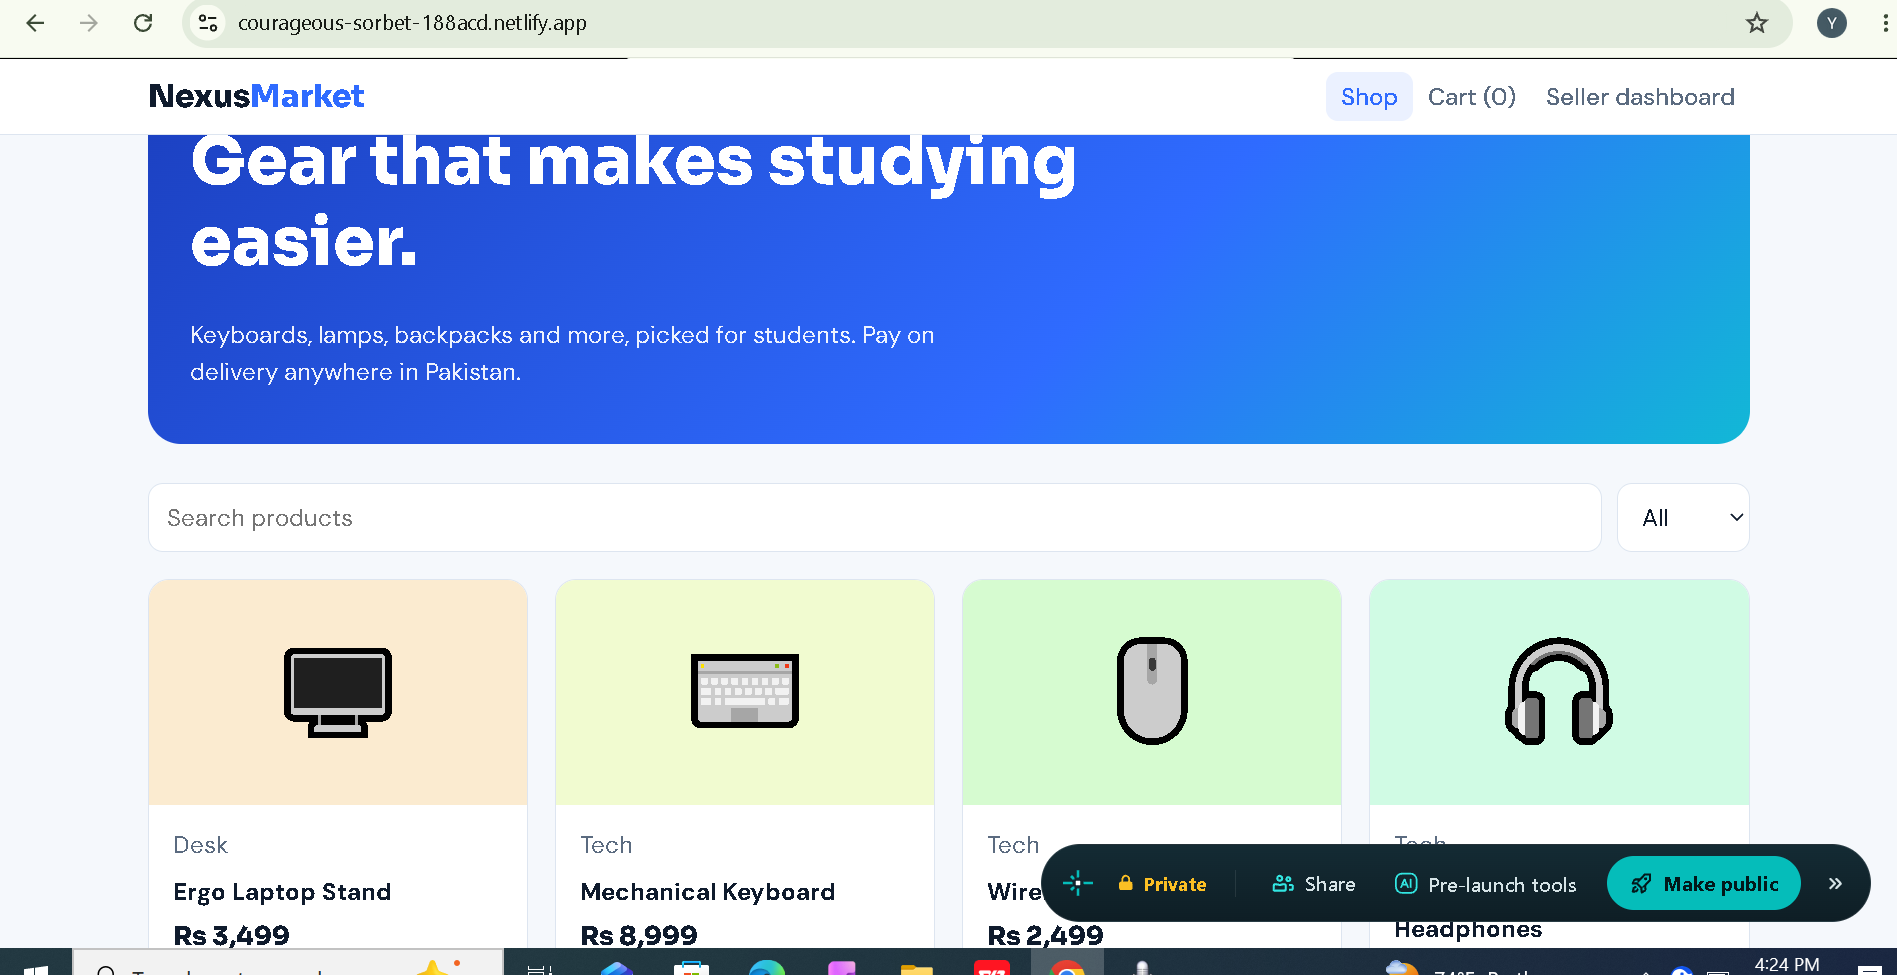 courageous-sorbet-188acd.netlify.app
Y
NexusMarket
Shop
Cart (0)
Seller dashboard
Gear that makes studying
easier.
Keyboards, lamps, backpacks and more, picked for students. Pay on
delivery anywhere in Pakistan.
Search products
All
Desk
Ergo Laptop Stand
Rs 3,499
Tech
Mechanical Keyboard
Rs 8,999
Tech
Wire
Rs 2,499
Tech
Headphones
Private
Share
AI
Pre-launch tools
Make public
4:24 PM